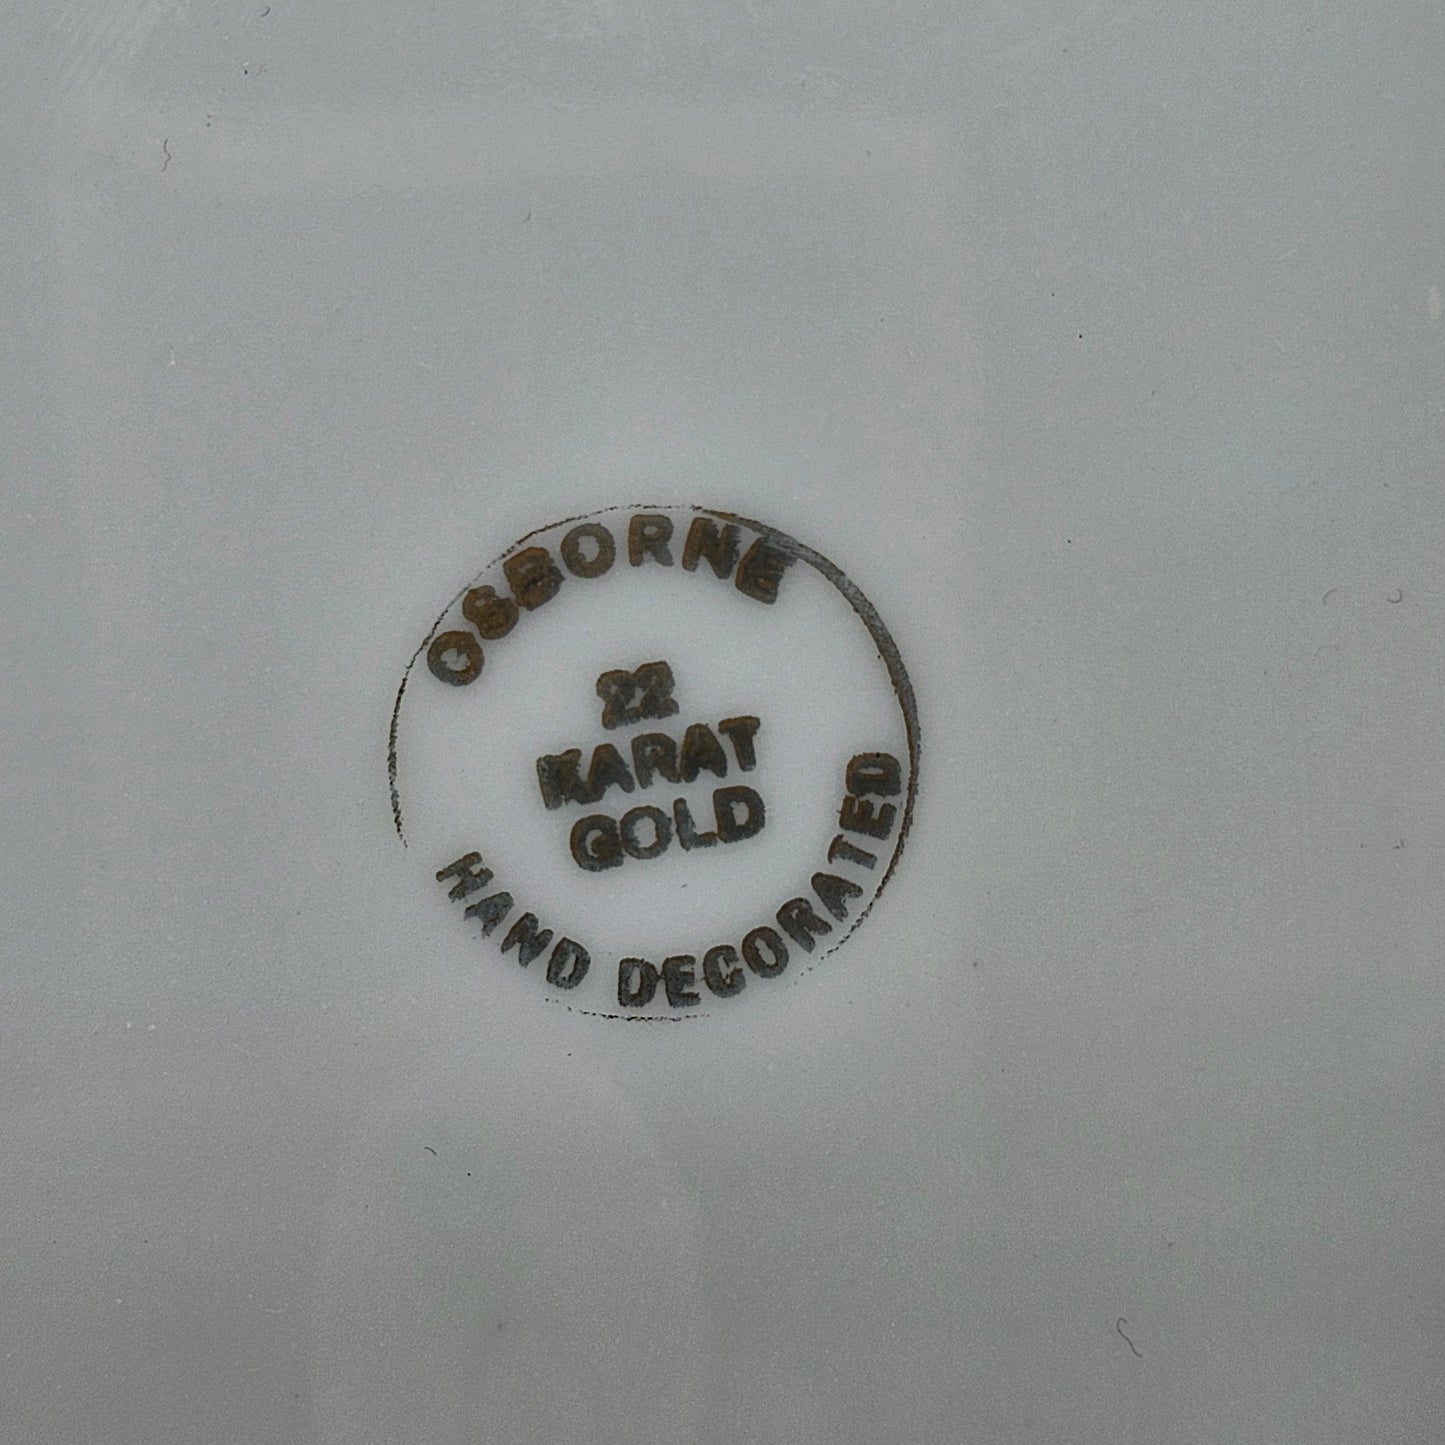 OSBORNE
22
KARAT
GOLD
HAND DECORATED